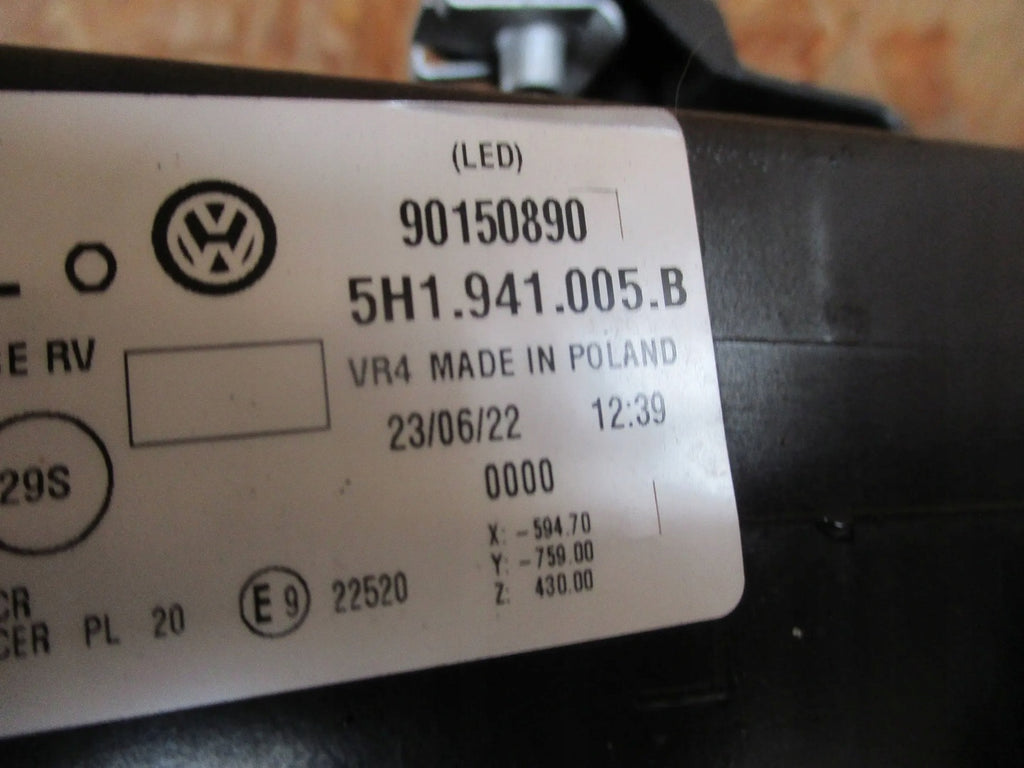 (LED)
90150890
L O
5H1.941.005.B
E RV
VR4 MADE IN POLAND
23/06/22 12:39
29S
0000
X: -594.70
Y: -759.00
Z: 430.00
CR
CER PL 20 E9 22520